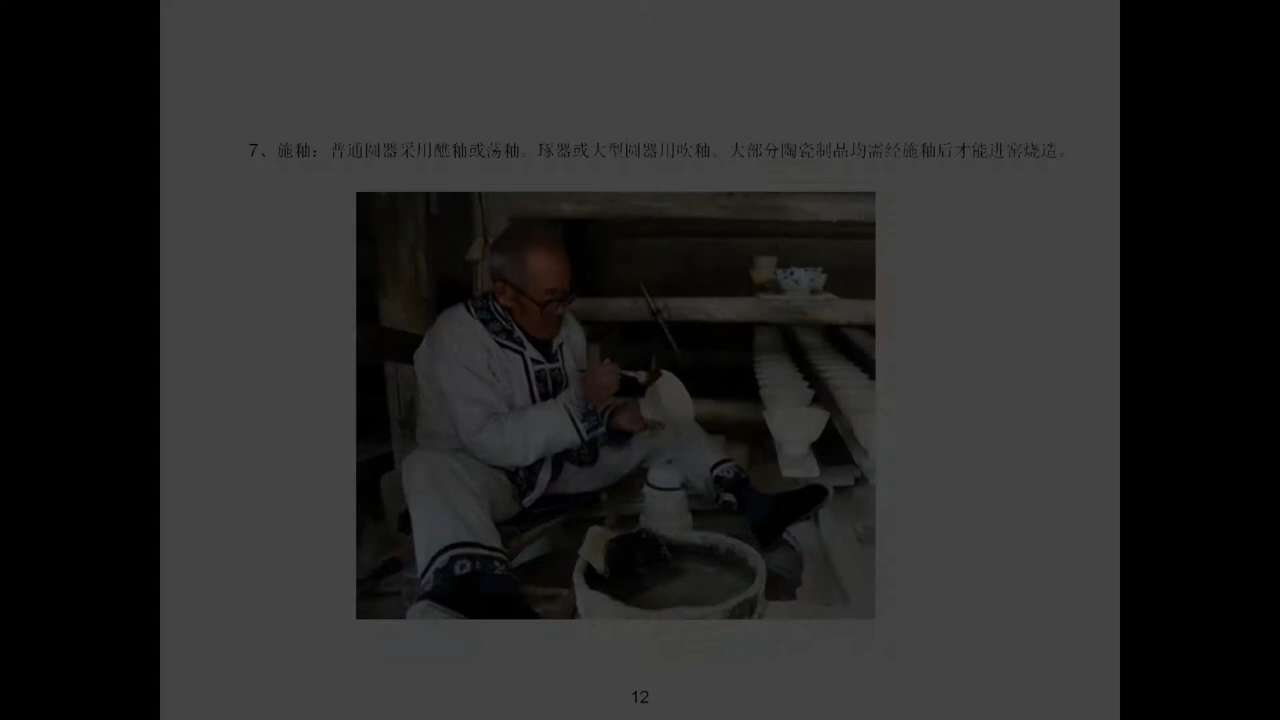 7、施釉：普通圆器采用醮釉或荡釉。琢器或大型圆器用吹釉。大部分陶瓷制品均需经施釉后才能进窑烧造。
12